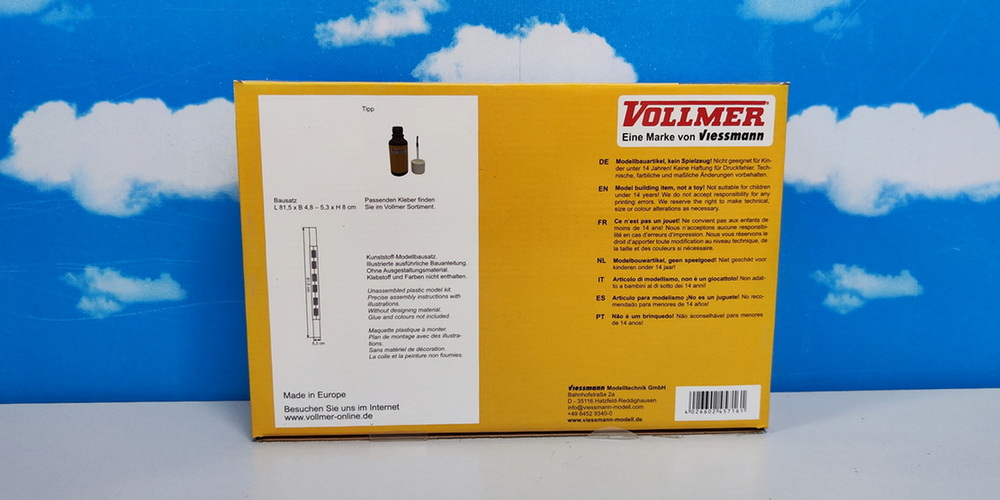 Tipp
Bausatz
L 81,5 x B 4,8 – 5,3 x H 8 cm
Passenden Kleber finden
Sie im Vollmer Sortiment.
5,3 cm
Kunststoff-Modellbausatz.
Illustrierte ausführliche Bauanleitung.
Ohne Ausgestaltungsmaterial.
Klebstoff und Farben nicht enthalten.
Unassembled plastic model kit.
Precise assembly instructions with
illustrations.
Without designing material.
Glue and colours not included.
Maquette plastique à monter.
Plan de montage avec des illustra-
tions.
Sans matériel de décoration.
La colle et la peinture non fournies.
Made in Europe
Besuchen Sie uns im Internet
www.vollmer-online.de
VOLLMER
Eine Marke von Viessmann
DE Modellbauartikel, kein Spielzeug! Nicht geeignet für Kin-
der unter 14 Jahren! Keine Haftung für Druckfehler. Tech-
nische, farbliche und maßliche Änderungen vorbehalten.
EN Model building item, not a toy! Not suitable for children
under 14 years! We do not accept responsibility for any
printing errors. We reserve the right to make technical,
size or colour alterations as necessary.
FR Ce n'est pas un jouet! Ne convient pas aux enfants de
moins de 14 ans! Nous n'acceptons aucune responsibi-
lité en cas d'erreurs d'impression. Nous nous réservons le
droit d'apporter toute modification au niveau technique, de
la taille et des couleurs si nécessaire.
NL Modelbouwartikel, geen speelgoed! Niet geschikt voor
kinderen onder 14 jaar!
IT Articolo di modellismo, non è un giocattolo! Non adat-
to a bambini al di sotto dei 14 anni!
ES Artículo para modelismo ¡No es un juguete! No reco-
mendado para menores de 14 años!
PT Não é um brinquedo! Não aconselhável para menores
de 14 anos!
Viessmann Modelltechnik GmbH
Bahnhofstraße 2a
D - 35116 Hatzfeld-Reddighausen
info@viessmann-modell.com
+49 6452 9340-0
www.viessmann-modell.de
4 026602 457161